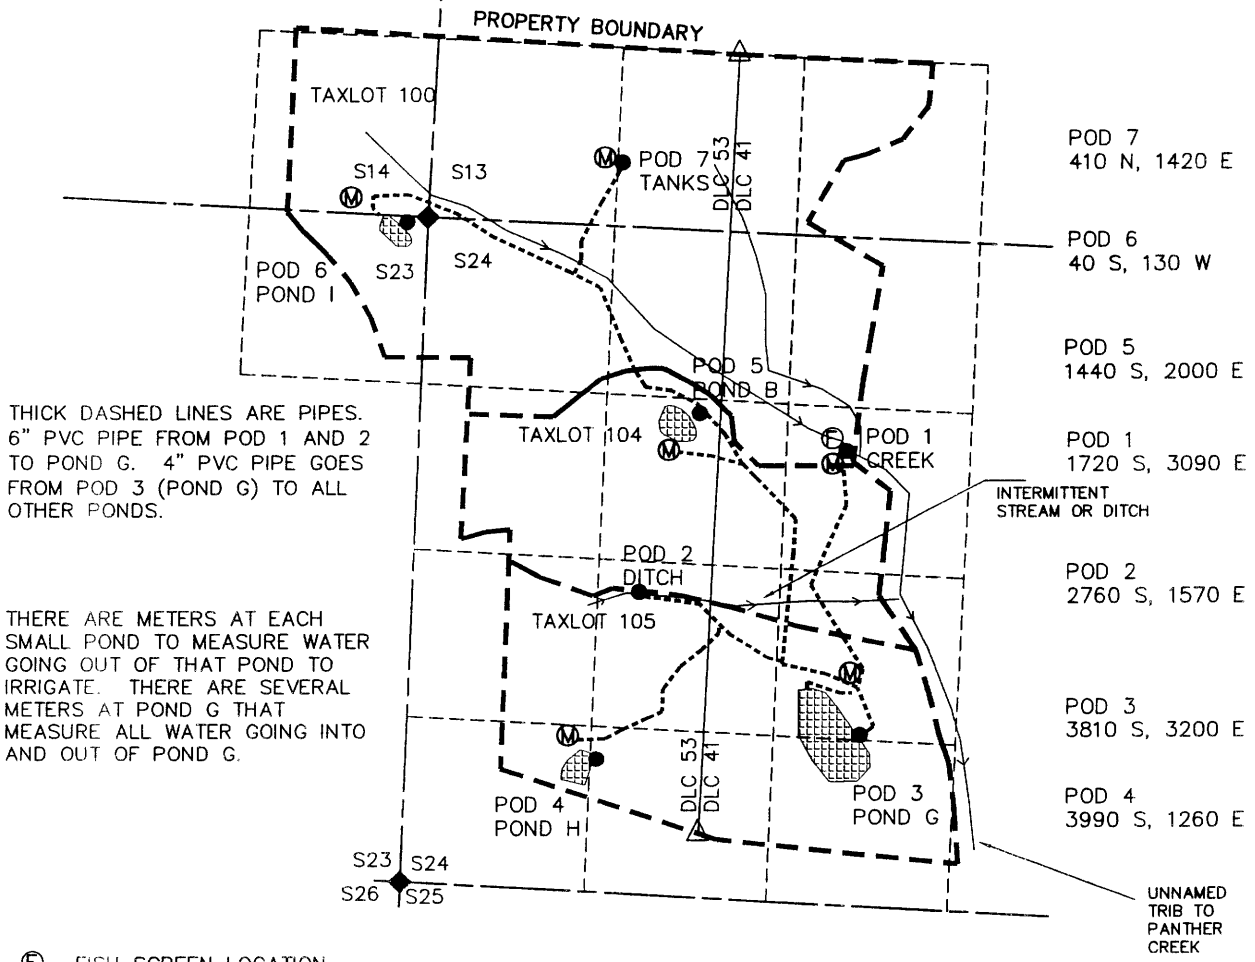 PROPERTY BOUNDARY
TAXLOT 100
S14
S13
M
M
POD 7
TANKS
DLC 53
DLC 41
POD 6
POND I
S23
S24
POD 5
POND B
TAXLOT 104
M
F
M
POD 1
CREEK
INTERMITTENT
STREAM OR DITCH
POD 2
DITCH
TAXLOT 105
M
M
POD 4
POND H
DLC 53
DLC 41
POD 3
POND G
S23
S24
S26
S25
UNNAMED
TRIB TO
PANTHER
CREEK
THICK DASHED LINES ARE PIPES.
6" PVC PIPE FROM POD 1 AND 2
TO POND G. 4" PVC PIPE GOES
FROM POD 3 (POND G) TO ALL
OTHER PONDS.
THERE ARE METERS AT EACH
SMALL POND TO MEASURE WATER
GOING OUT OF THAT POND TO
IRRIGATE. THERE ARE SEVERAL
METERS AT POND G THAT
MEASURE ALL WATER GOING INTO
AND OUT OF POND G.
POD 7
410 N, 1420 E
POD 6
40 S, 130 W
POD 5
1440 S, 2000 E
POD 1
1720 S, 3090 E
POD 2
2760 S, 1570 E
POD 3
3810 S, 3200 E
POD 4
3990 S, 1260 E
F FISH SCREEN LOCATION